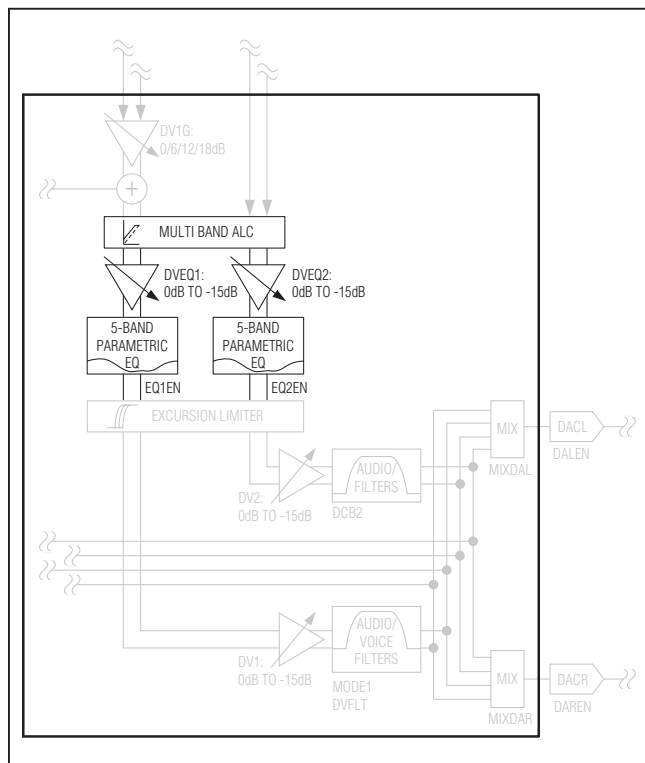 DV1G:
0/6/12/18dB
+
MULTI BAND ALC
DVEQ1:
0dB TO -15dB
DVEQ2:
0dB TO -15dB
5-BAND
PARAMETRIC
EQ
5-BAND
PARAMETRIC
EQ
EQ1EN
EQ2EN
EXCURSION LIMITER
MIX
DACL
MIXDAL
DALEN
AUDIO/
FILTERS
DV2:
0dB TO -15dB
DCB2
AUDIO/
VOICE
FILTERS
DV1:
0dB TO -15dB
MODE1
DVFLT
MIX
DACR
MIXDAR
DAREN